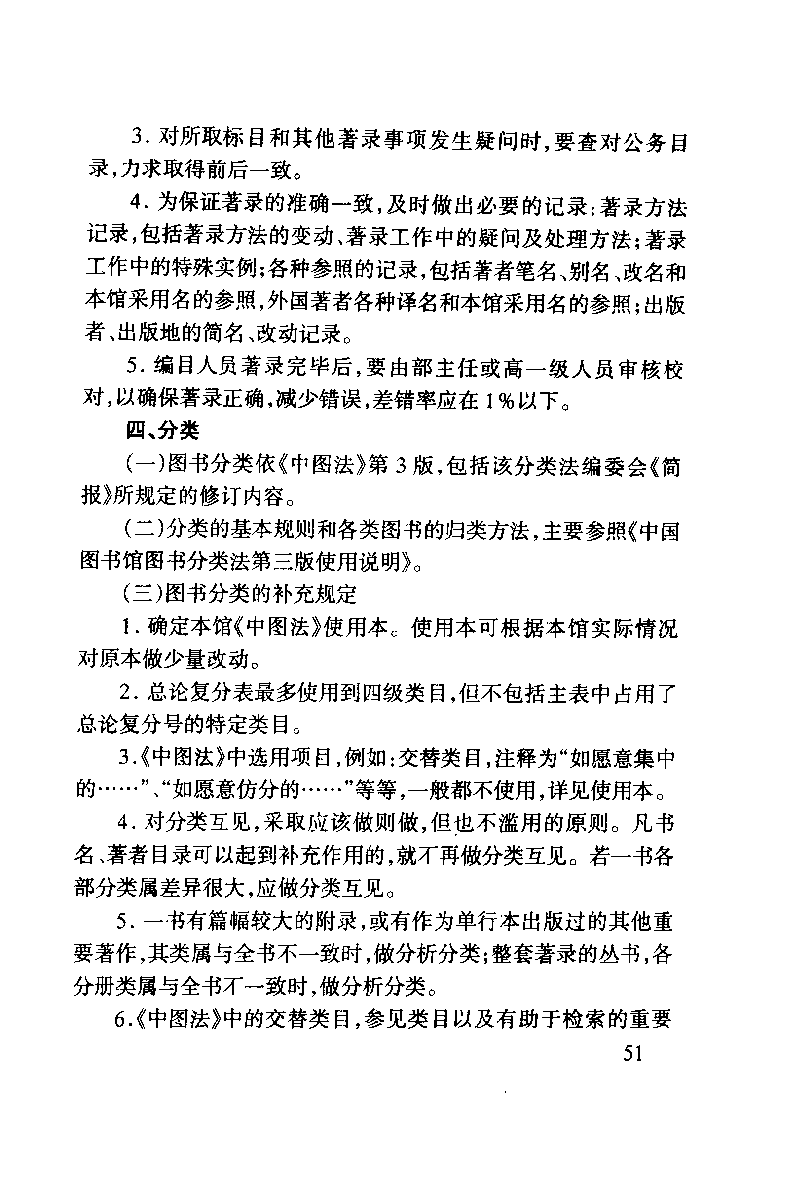 3. 对所取标目和其他著录事项发生疑问时,要查对公务目
录,力求取得前后一致。
4. 为保证著录的准确一致,及时做出必要的记录:著录方法
记录,包括著录方法的变动、著录工作中的疑问及处理方法;著录
工作中的特殊实例;各种参照的记录,包括著者笔名、别名、改名和
本馆采用名的参照,外国著者各种译名和本馆采用名的参照;出版
者、出版地的简名、改动记录。
5. 编目人员著录完毕后,要由部主任或高一级人员审核校
对,以确保著录正确,减少错误,差错率应在1%以下。
四、分类
(一)图书分类依《中图法》第3版,包括该分类法编委会《简
报》所规定的修订内容。
(二)分类的基本规则和各类图书的归类方法,主要参照《中国
图书馆图书分类法第三版使用说明》。
(三)图书分类的补充规定
1. 确定本馆《中图法》使用本。使用本可根据本馆实际情况
对原本做少量改动。
2. 总论复分表最多使用到四级类目,但不包括主表中占用了
总论复分号的特定类目。
3.《中图法》中选用项目,例如:交替类目,注释为“如愿意集中
的……”、“如愿意仿分的……”等等,一般都不使用,详见使用本。
4. 对分类互见,采取应该做则做,但也不滥用的原则。凡书
名、著者目录可以起到补充作用的,就不再做分类互见。若一书各
部分类属差异很大,应做分类互见。
5. 一书有篇幅较大的附录,或有作为单行本出版过的其他重
要著作,其类属与全书不一致时,做分析分类;整套著录的丛书,各
分册类属与全书不一致时,做分析分类。
6.《中图法》中的交替类目,参见类目以及有助于检索的重要
51